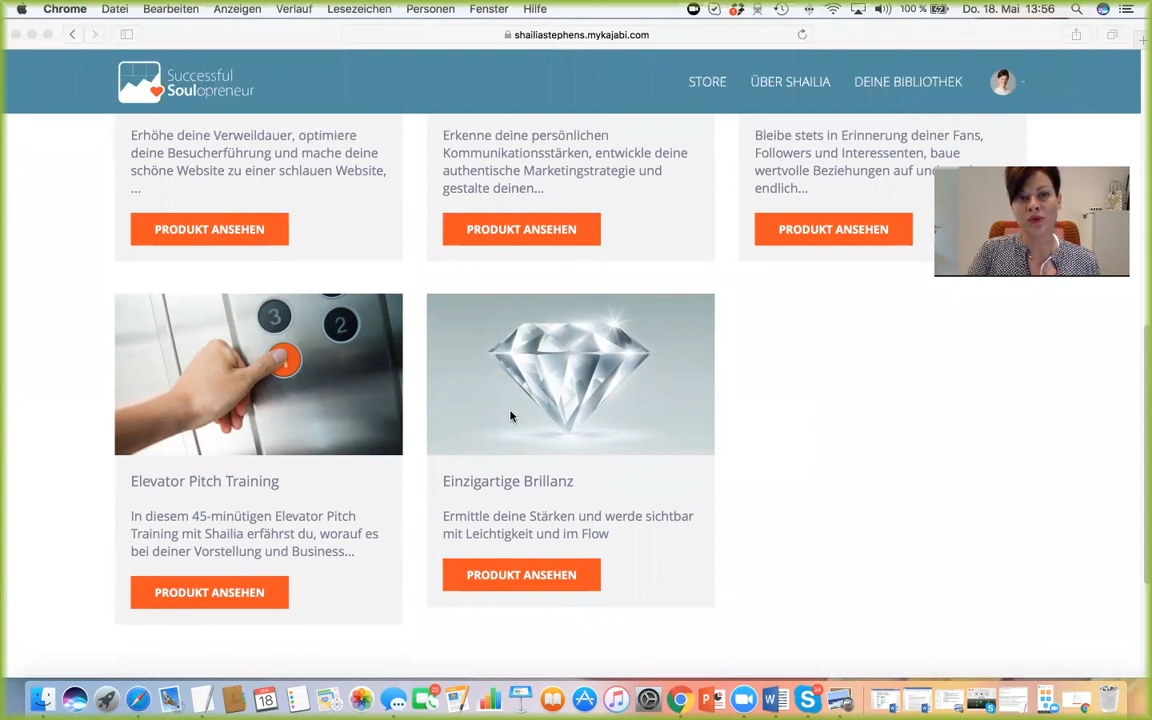 Chrome Datei Bearbeiten Anzeigen Verlauf Lesezeichen Personen Fenster Hilfe 100 % Do. 18. Mai 13:56
shailiastephens.mykajabi.com
Successful
Soulopreneur
STORE ÜBER SHAILIA DEINE BIBLIOTHEK
Erhöhe deine Verweildauer, optimiere
deine Besucherführung und mache deine
schöne Website zu einer schlauen Website,
...
PRODUKT ANSEHEN
Erkenne deine persönlichen
Kommunikationsstärken, entwickle deine
authentische Marketingstrategie und
gestalte deinen...
PRODUKT ANSEHEN
Bleibe stets in Erinnerung deiner Fans,
Followers und Interessenten, baue
wertvolle Beziehungen auf
endlich...
PRODUKT ANSEHEN
3 2
Elevator Pitch Training
In diesem 45-minütigen Elevator Pitch
Training mit Shailia erfährst du, worauf es
bei deiner Vorstellung und Business...
PRODUKT ANSEHEN
Einzigartige Brillanz
Ermittle deine Stärken und werde sichtbar
mit Leichtigkeit und im Flow
PRODUKT ANSEHEN
18 22 34